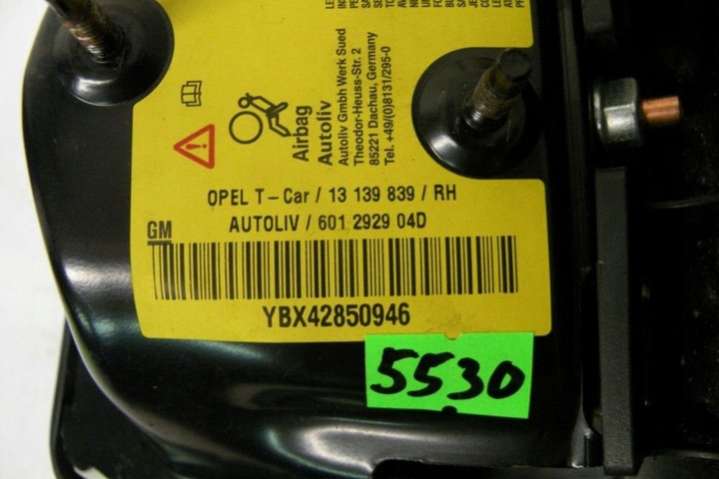 Airbag
Autoliv
Autoliv GmbH Werk Sued
Theodor-Heuss-Str. 2
85221 Dachau, Germany
Tel. +49/(0)8131/295-0
OPEL T-Car / 13 139 839 / RH
GM
AUTOLIV / 601 2929 04D
YBX42850946
5530